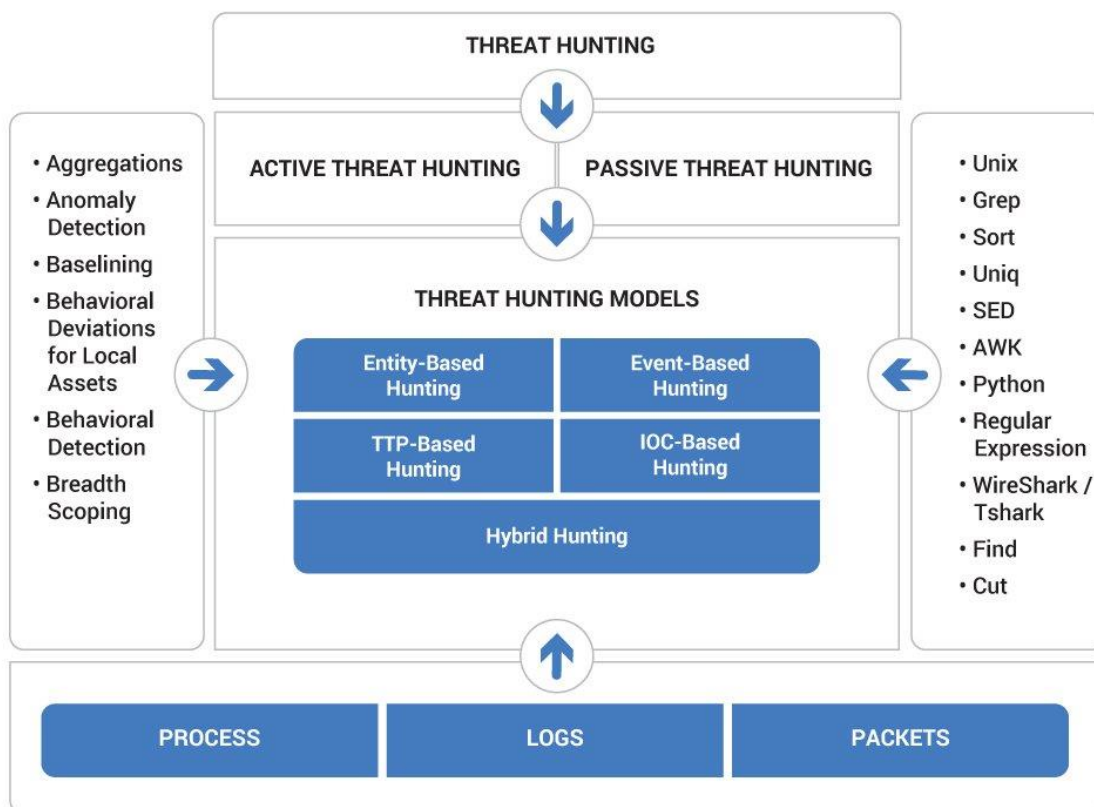 THREAT HUNTING
ACTIVE THREAT HUNTING
PASSIVE THREAT HUNTING
• Aggregations
• Anomaly
Detection
• Baselining
• Behavioral
Deviations
for Local
Assets
• Behavioral
Detection
• Breadth
Scoping
THREAT HUNTING MODELS
Entity-Based
Hunting
Event-Based
Hunting
TTP-Based
Hunting
IOC-Based
Hunting
Hybrid Hunting
• Unix
• Grep
• Sort
• Uniq
• SED
• AWK
• Python
• Regular
Expression
• WireShark /
Tshark
• Find
• Cut
PROCESS
LOGS
PACKETS